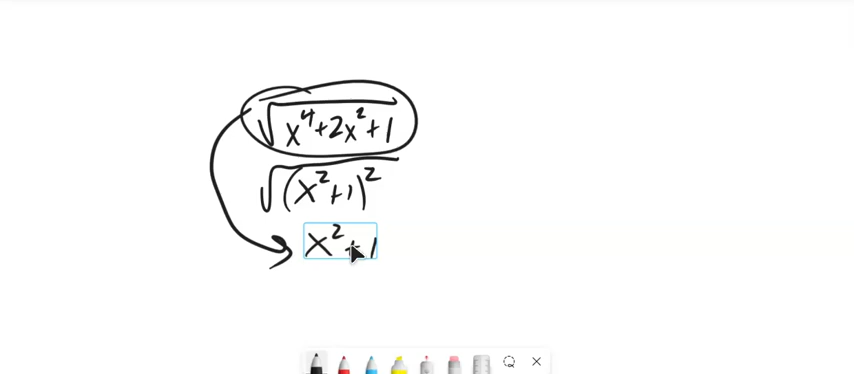 √(x⁴+2x²+1)
√((x²+1)²)
x²+1